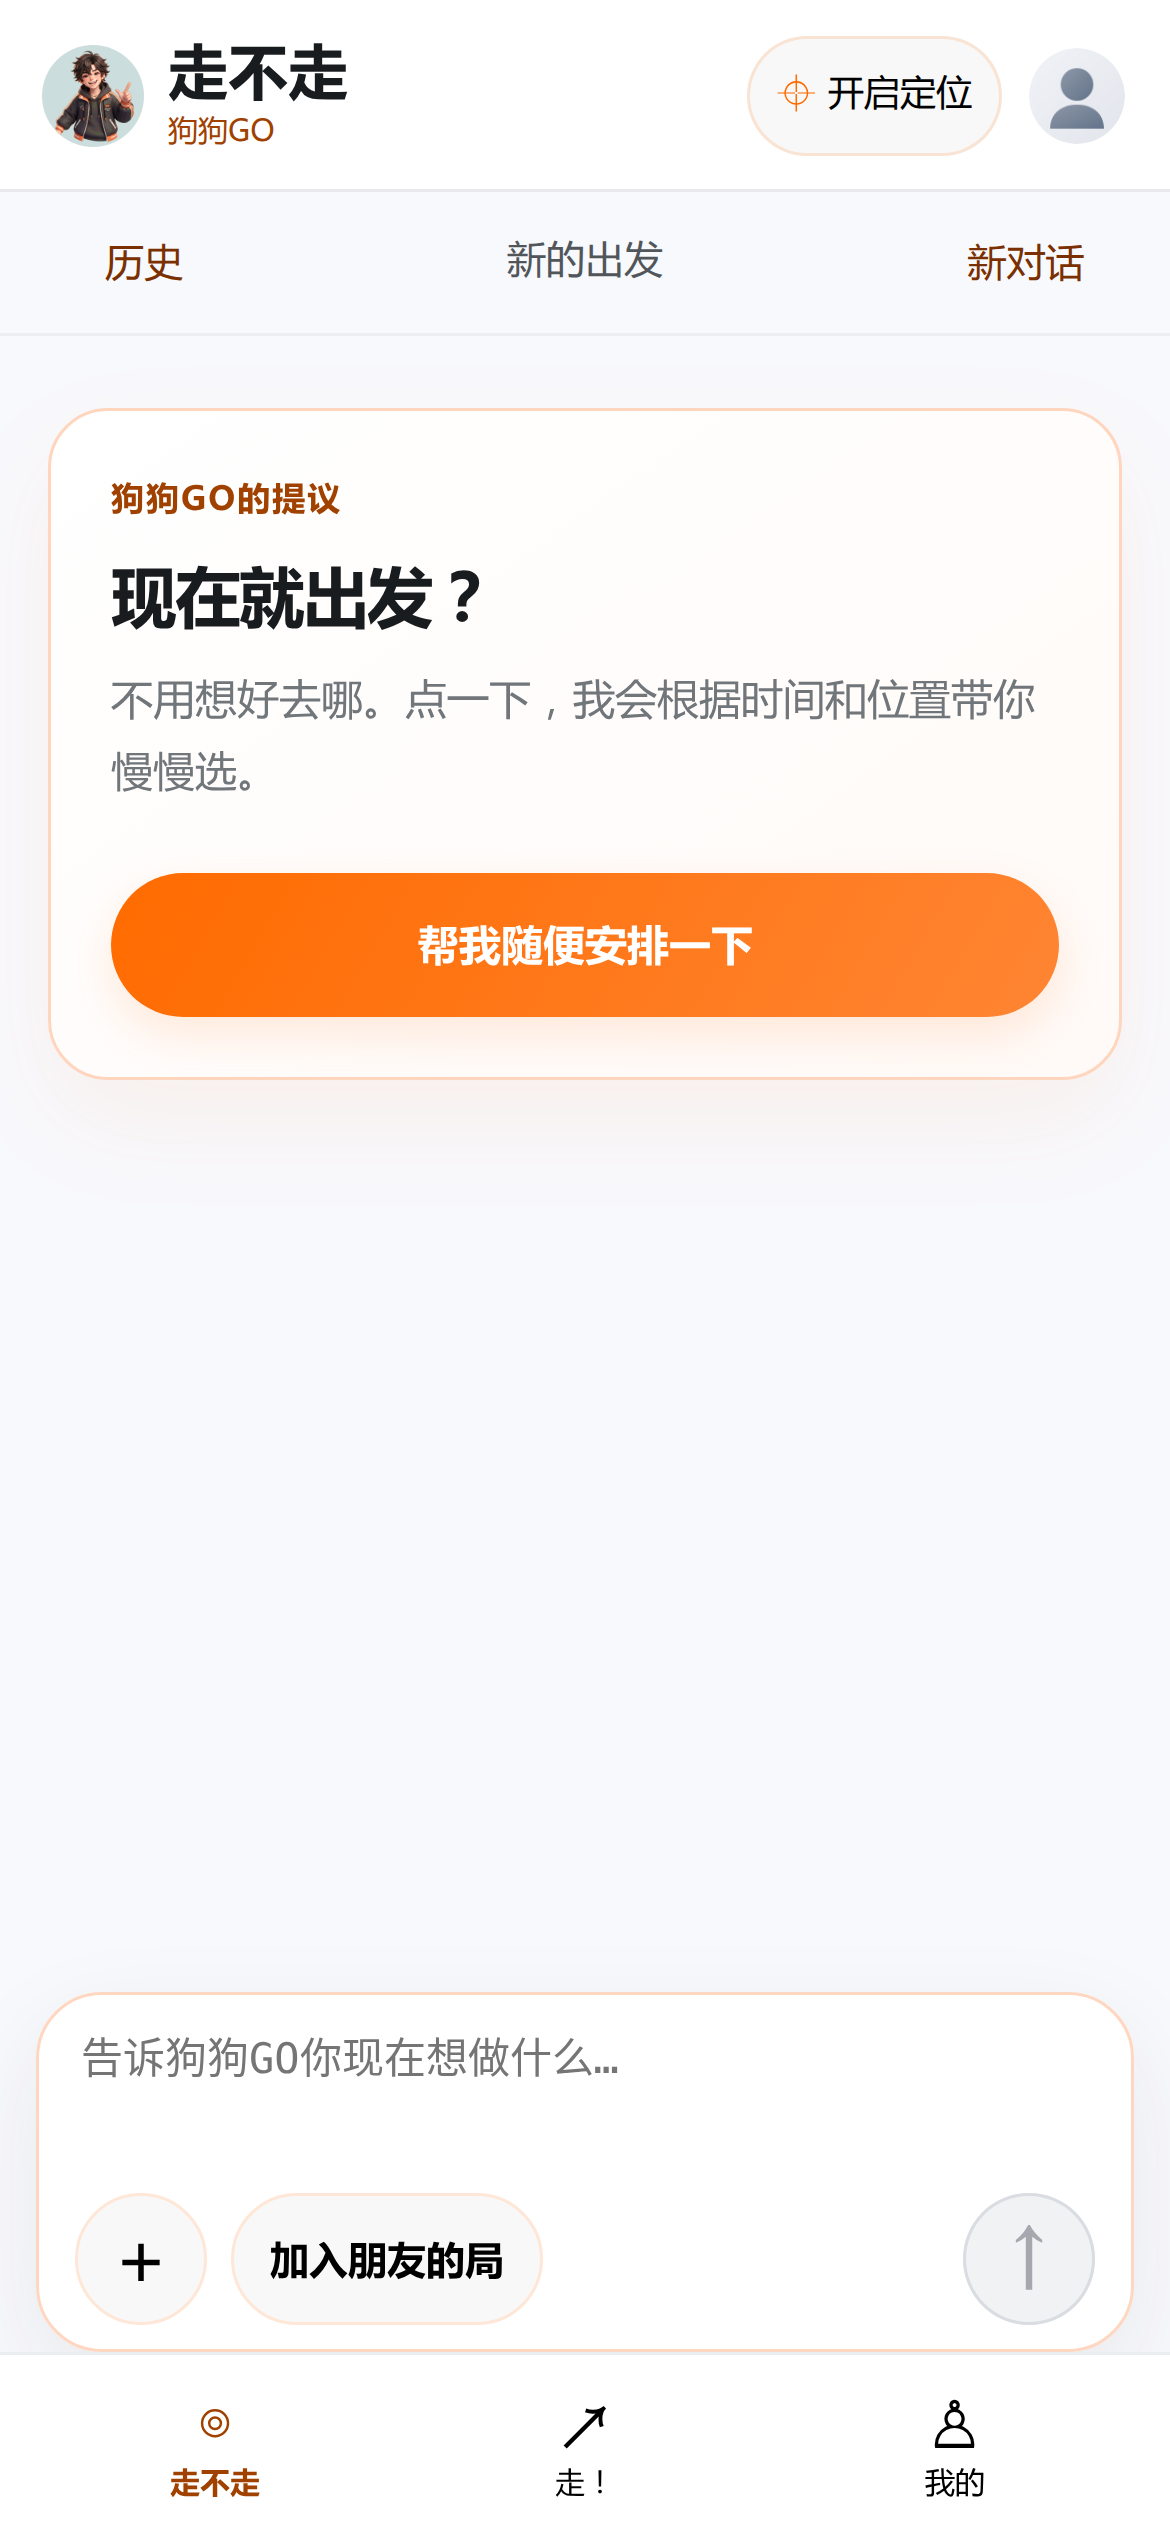 走不走
狗狗GO
开启定位
历史
新的出发
新对话
狗狗GO的提议
现在就出发？
不用想好去哪。点一下，我会根据时间和位置带你
慢慢选。
帮我随便安排一下
告诉狗狗GO你现在想做什么…
加入朋友的局
走不走
走！
我的